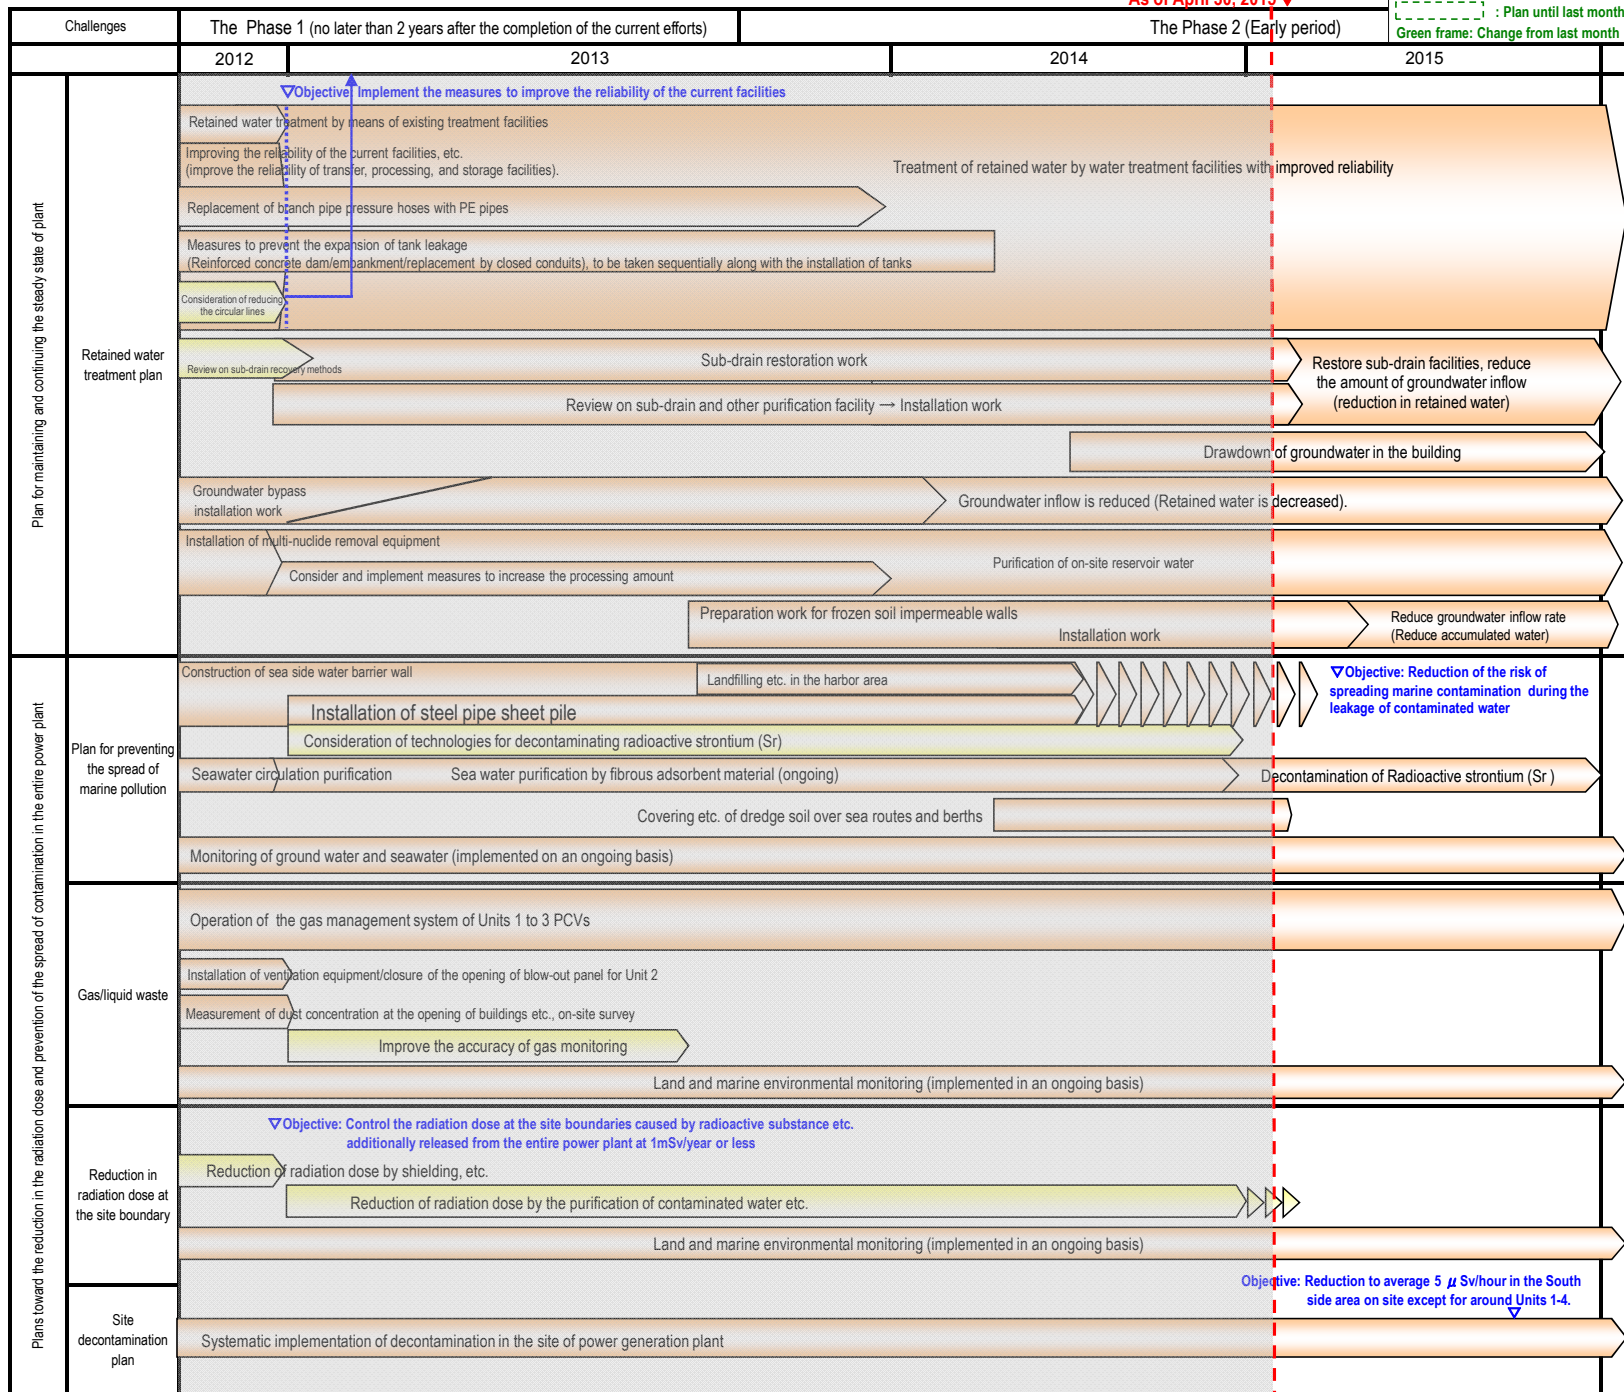 As of April 30, 2015
: Plan until last month
Green frame: Change from last month
Challenges
The Phase 1 (no later than 2 years after the completion of the current efforts)
The Phase 2 (Early period)
2012
2013
2014
2015
Plan for maintaining and continuing the steady state of plant
Retained water
treatment plan
▽Objective: Implement the measures to improve the reliability of the current facilities
Retained water treatment by means of existing treatment facilities
Improving the reliability of the current facilities, etc.
(improve the reliability of transfer, processing, and storage facilities).
Treatment of retained water by water treatment facilities with improved reliability
Replacement of branch pipe pressure hoses with PE pipes
Measures to prevent the expansion of tank leakage
(Reinforced concrete dam/embankment/replacement by closed conduits), to be taken sequentially along with the installation of tanks
Consideration of reducing
the circular lines
Review on sub-drain recovery methods
Sub-drain restoration work
Review on sub-drain and other purification facility → Installation work
Restore sub-drain facilities, reduce
the amount of groundwater inflow
(reduction in retained water)
Drawdown of groundwater in the building
Groundwater bypass
installation work
Groundwater inflow is reduced (Retained water is decreased).
Installation of multi-nuclide removal equipment
Consider and implement measures to increase the processing amount
Purification of on-site reservoir water
Preparation work for frozen soil impermeable walls
Installation work
Reduce groundwater inflow rate
(Reduce accumulated water)
Plans toward the reduction in the radiation dose and prevention of the spread of contamination in the entire power plant
Plan for preventing
the spread of
marine pollution
Construction of sea side water barrier wall
Landfilling etc. in the harbor area
Installation of steel pipe sheet pile
▽Objective: Reduction of the risk of
spreading marine contamination during the
leakage of contaminated water
Consideration of technologies for decontaminating radioactive strontium (Sr)
Seawater circulation purification
Sea water purification by fibrous adsorbent material (ongoing)
Decontamination of Radioactive strontium (Sr )
Covering etc. of dredge soil over sea routes and berths
Monitoring of ground water and seawater (implemented on an ongoing basis)
Gas/liquid waste
Operation of the gas management system of Units 1 to 3 PCVs
Installation of ventilation equipment/closure of the opening of blow-out panel for Unit 2
Measurement of dust concentration at the opening of buildings etc., on-site survey
Improve the accuracy of gas monitoring
Land and marine environmental monitoring (implemented in an ongoing basis)
Reduction in
radiation dose at
the site boundary
▽Objective: Control the radiation dose at the site boundaries caused by radioactive substance etc.
additionally released from the entire power plant at 1mSv/year or less
Reduction of radiation dose by shielding, etc.
Reduction of radiation dose by the purification of contaminated water etc.
Land and marine environmental monitoring (implemented in an ongoing basis)
Site
decontamination
plan
Objective: Reduction to average 5 μ Sv/hour in the South
side area on site except for around Units 1-4.
▽
Systematic implementation of decontamination in the site of power generation plant